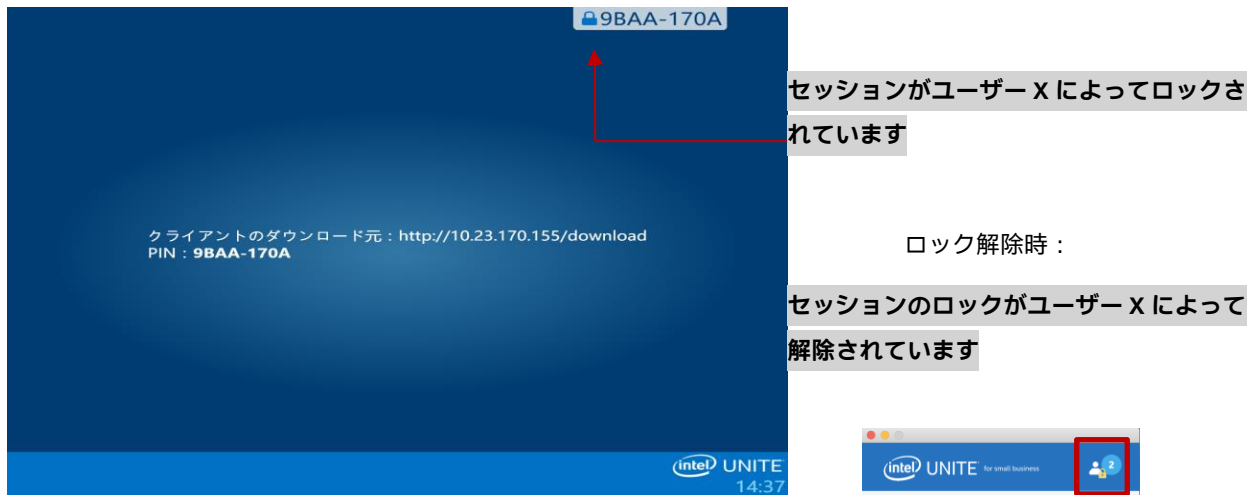 9BAA-170A
セッションがユーザー X によってロックさ
れています
クライアントのダウンロード元：http://10.23.170.155/download
PIN：9BAA-170A
ロック解除時：
セッションのロックがユーザー X によって
解除されています
intel UNITE
14:37
intel UNITE for small business
2